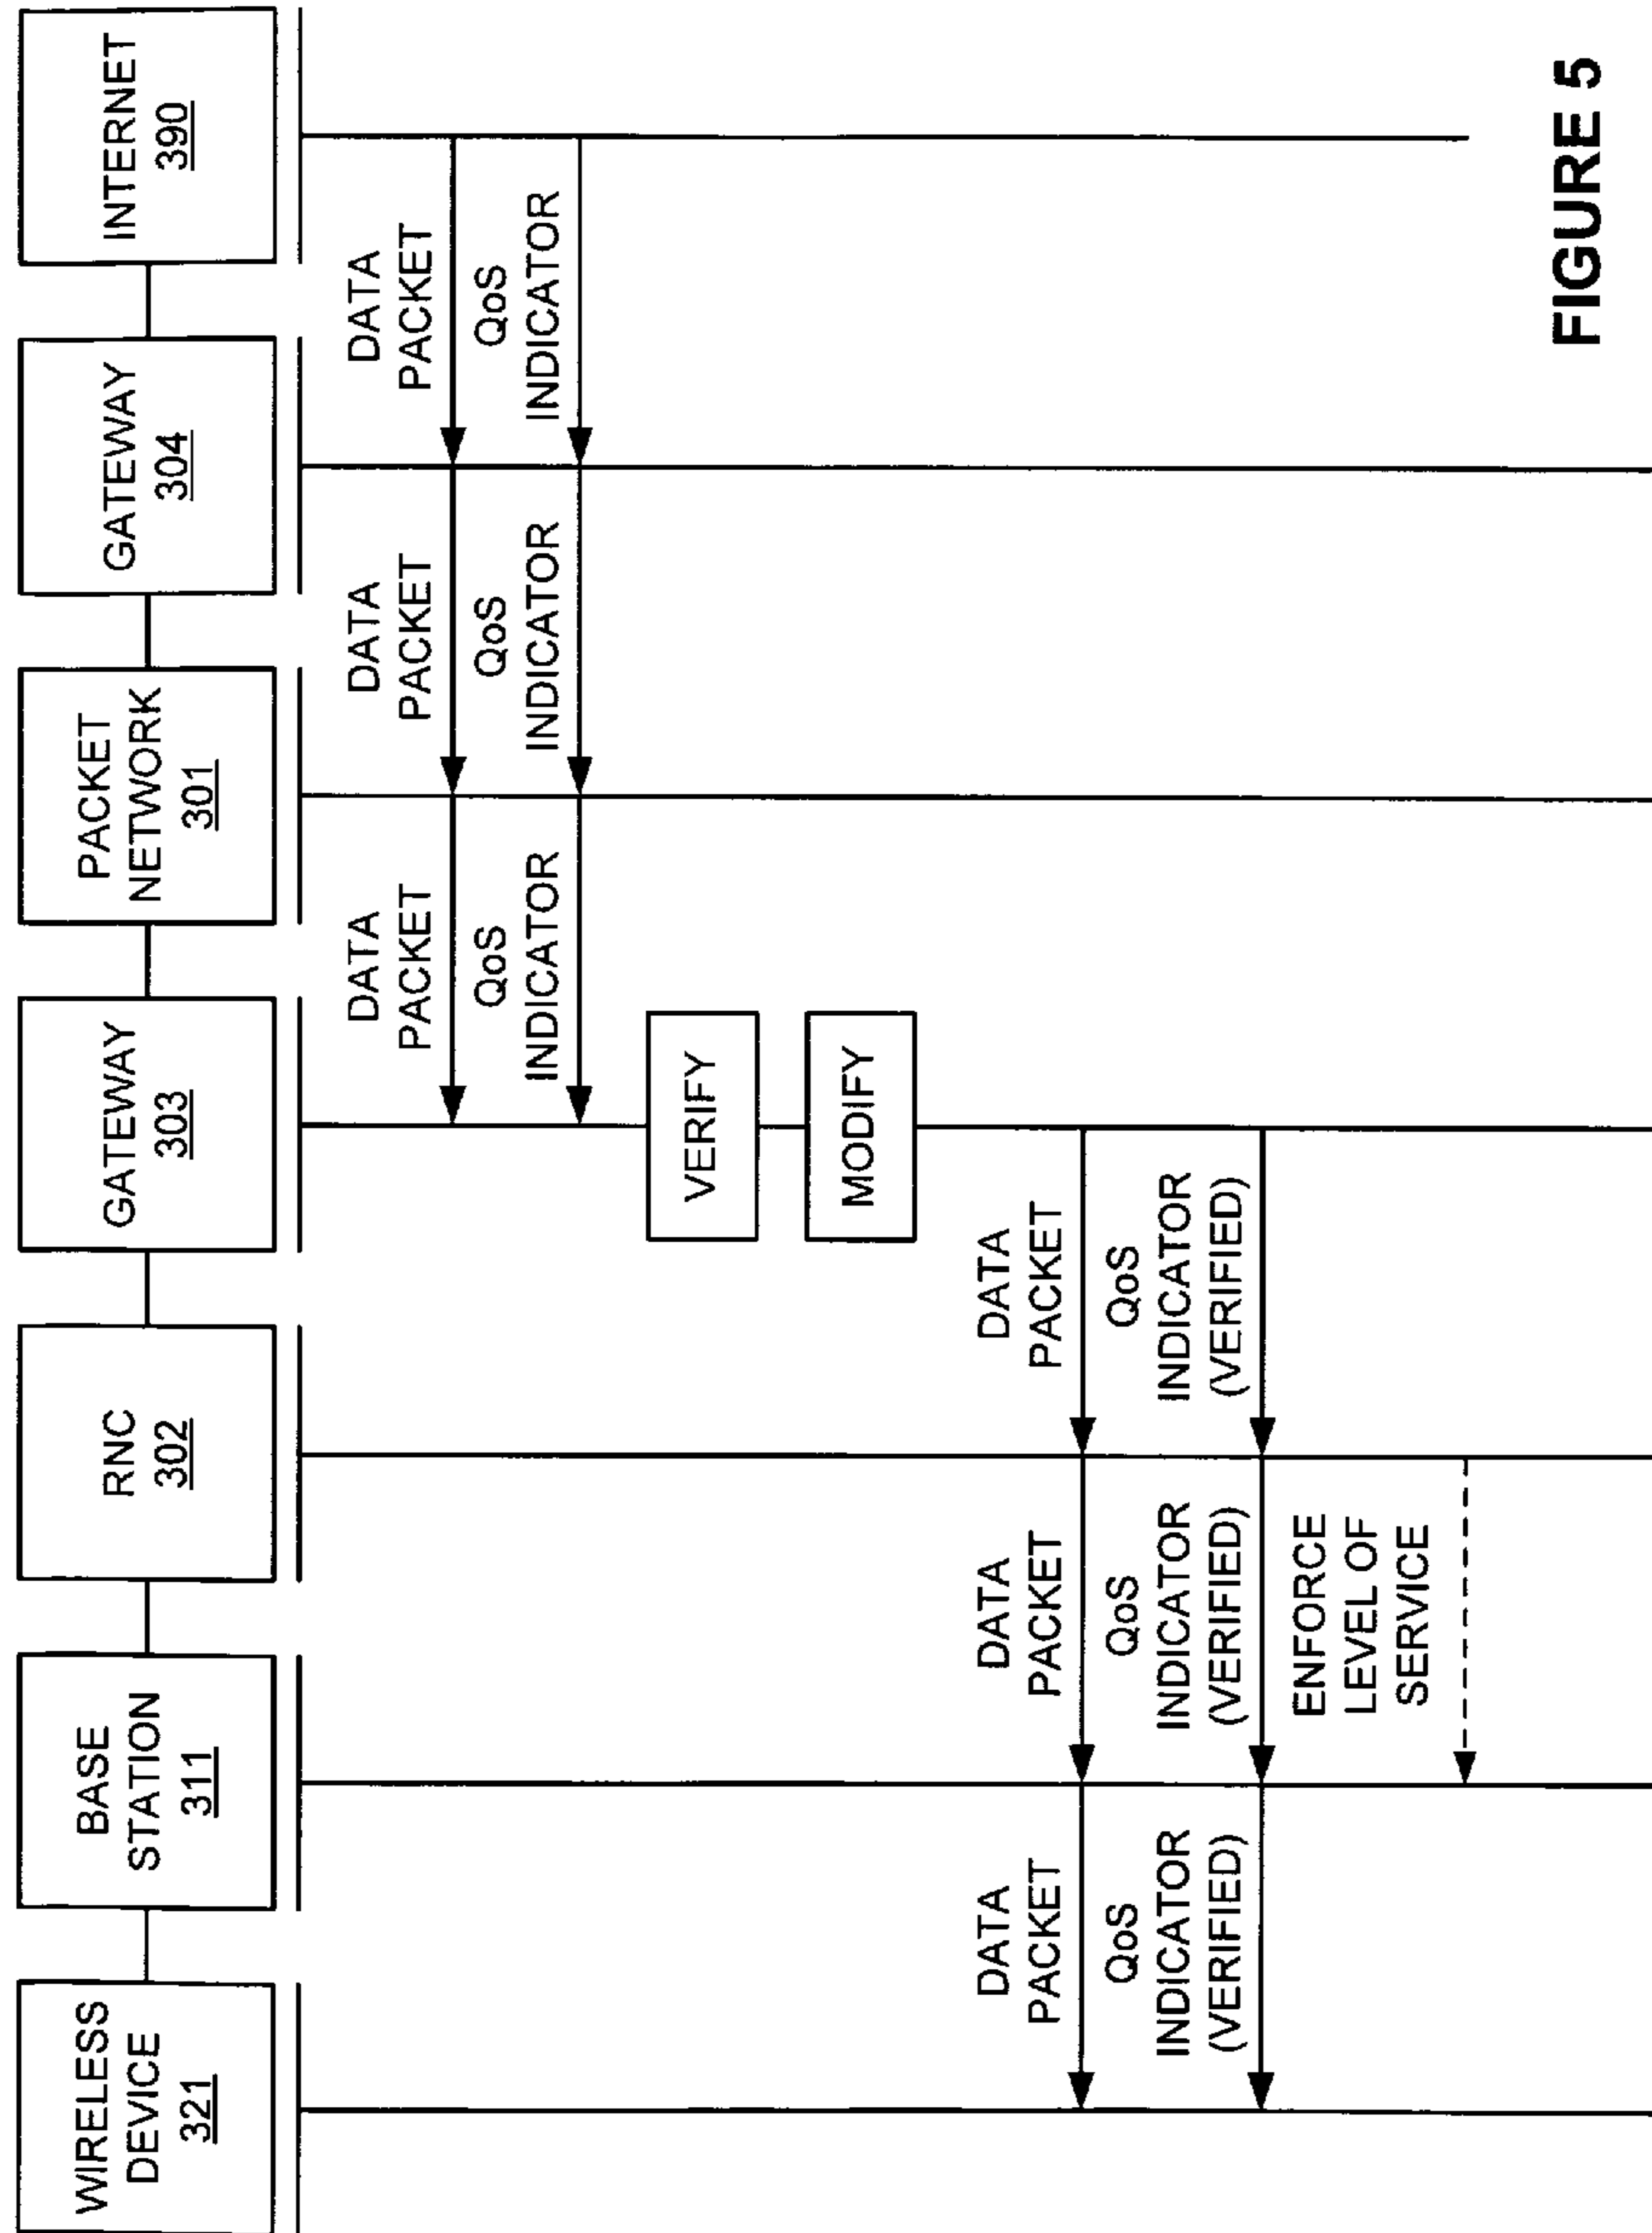 WIRELESS
DEVICE
321
BASE
STATION
311
RNC
302
GATEWAY
303
PACKET
NETWORK
301
GATEWAY
304
INTERNET
390
DATA
PACKET
DATA
PACKET
DATA
PACKET
QoS
INDICATOR
QoS
INDICATOR
QoS
INDICATOR
VERIFY
MODIFY
DATA
PACKET
DATA
PACKET
DATA
PACKET
QoS
INDICATOR
(VERIFIED)
QoS
INDICATOR
(VERIFIED)
QoS
INDICATOR
(VERIFIED)
ENFORCE
LEVEL OF
SERVICE
FIGURE 5